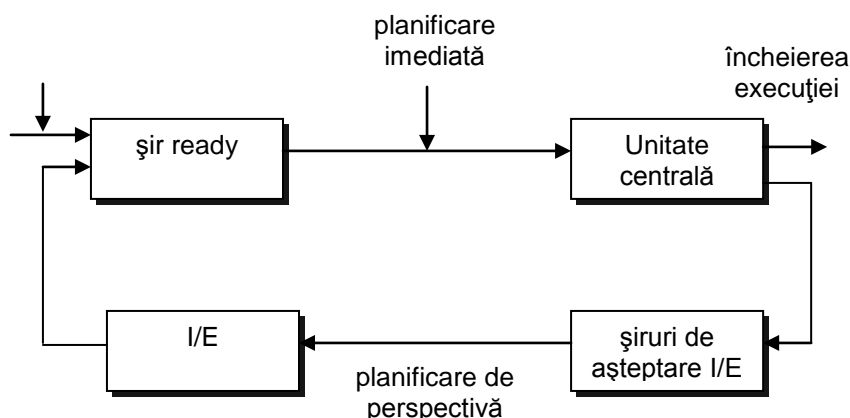 planificare
imediată
încheierea
execuţiei
şir ready
Unitate
centrală
I/E
şiruri de
aşteptare I/E
planificare de
perspectivă